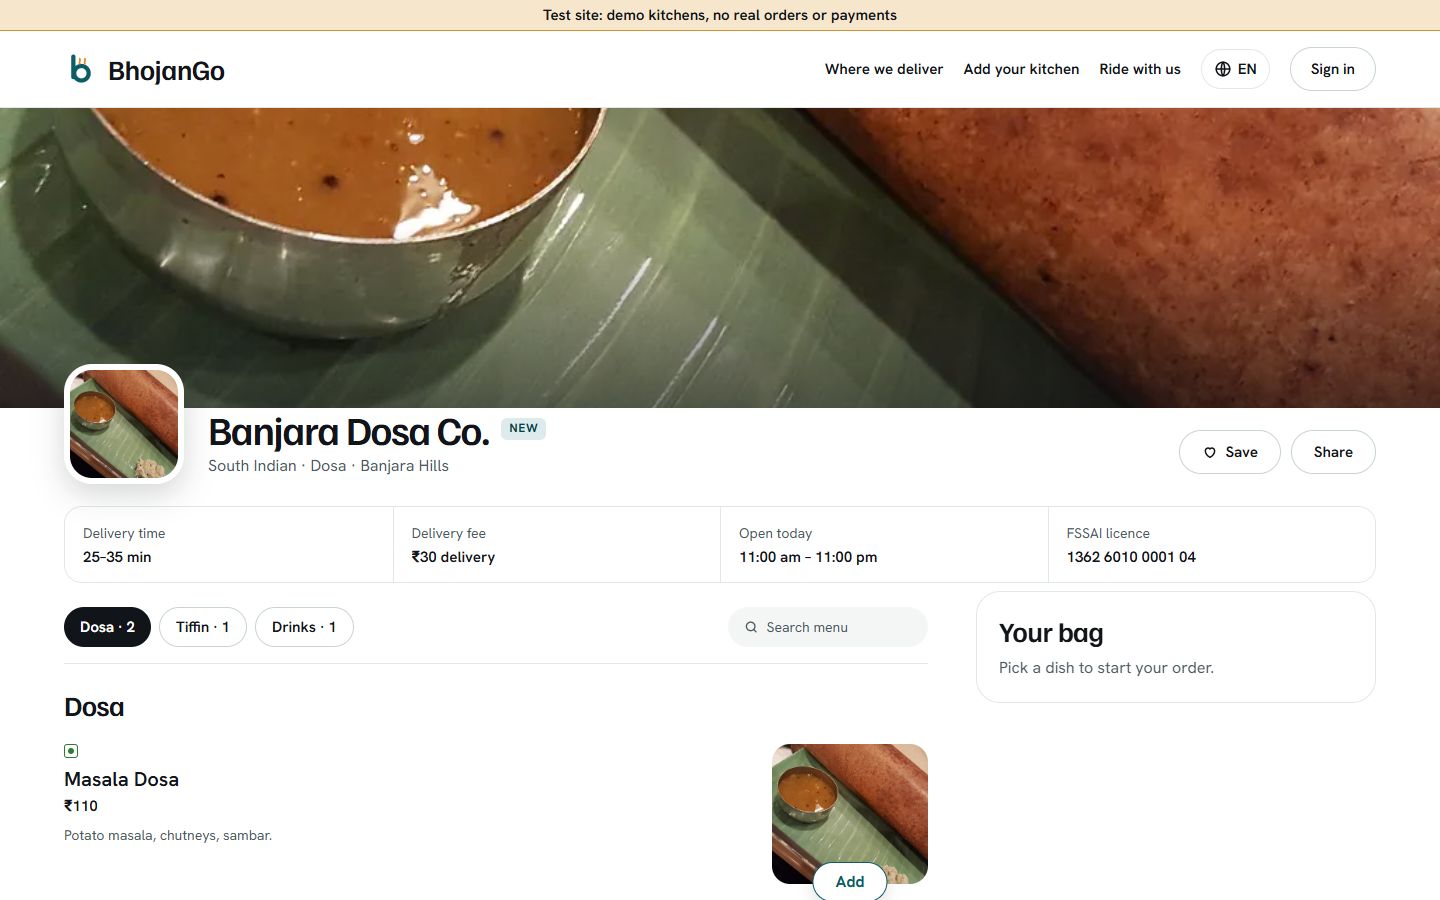 Test site: demo kitchens, no real orders or payments
BhojanGo
Where we deliver
Add your kitchen
Ride with us
EN
Sign in
Banjara Dosa Co.
NEW
South Indian · Dosa · Banjara Hills
Save
Share
Delivery time
25–35 min
Delivery fee
₹30 delivery
Open today
11:00 am – 11:00 pm
FSSAI licence
1362 6010 0001 04
Dosa · 2
Tiffin · 1
Drinks · 1
Search menu
Your bag
Pick a dish to start your order.
Dosa
Masala Dosa
₹110
Potato masala, chutneys, sambar.
Add